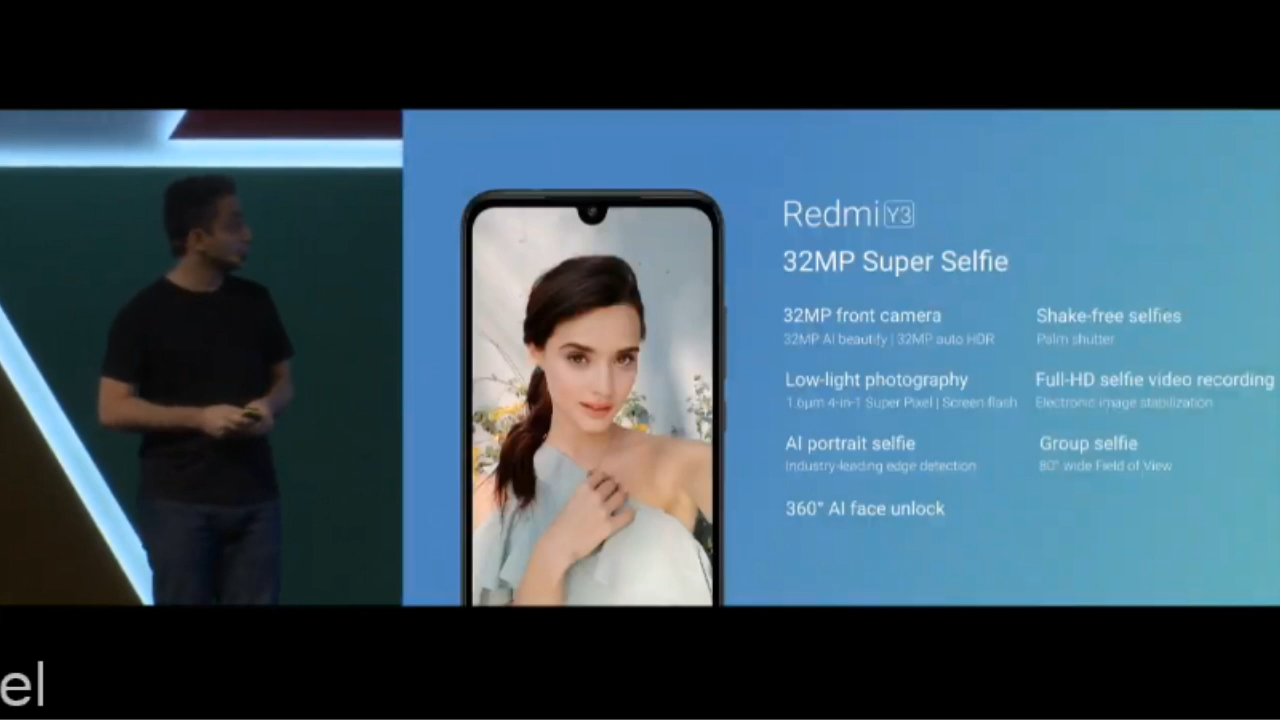 Redmi Y3
32MP Super Selfie
32MP front camera
32MP AI beautify | 32MP auto HDR
Low-light photography
1.6μm 4-in-1 Super Pixel | Screen flash
AI portrait selfie
Industry-leading edge detection
360° AI face unlock
Shake-free selfies
Palm shutter
Full-HD selfie video recording
Electronic image stabilization
Group selfie
80° wide Field of View
el